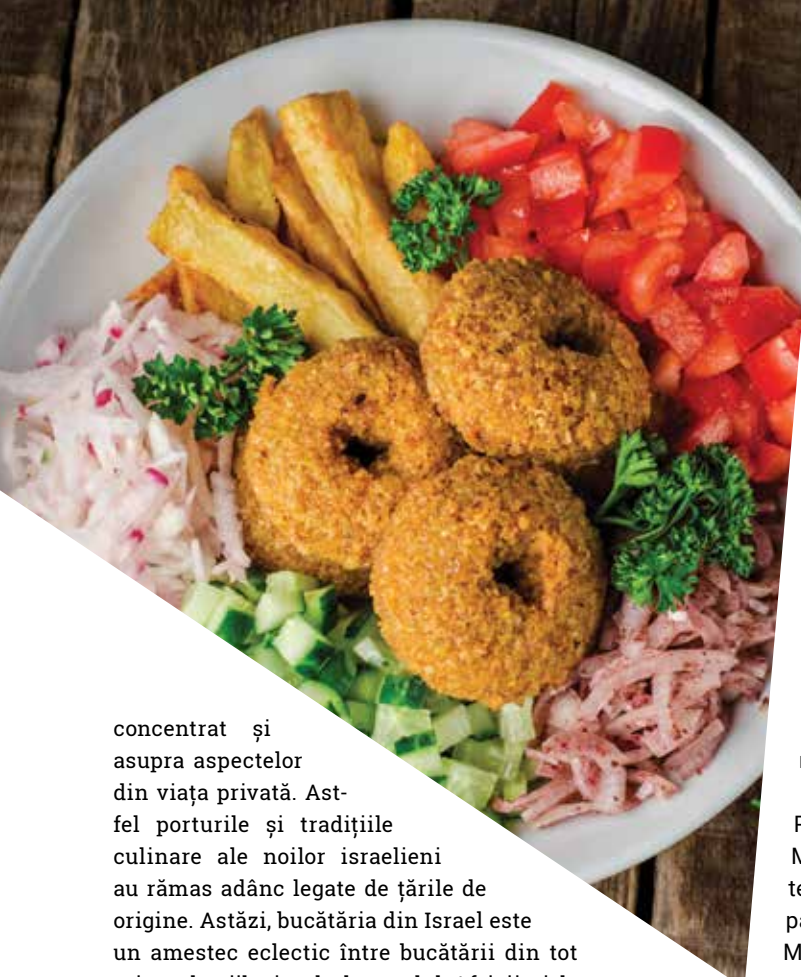 concentrat și
asupra aspectelor
din viața privată. Ast-
fel porturile și tradițiile
culinare ale noilor israelieni
au rămas adânc legate de țările de
origine. Astăzi, bucătăria din Israel este
un amestec eclectic între bucătării din tot